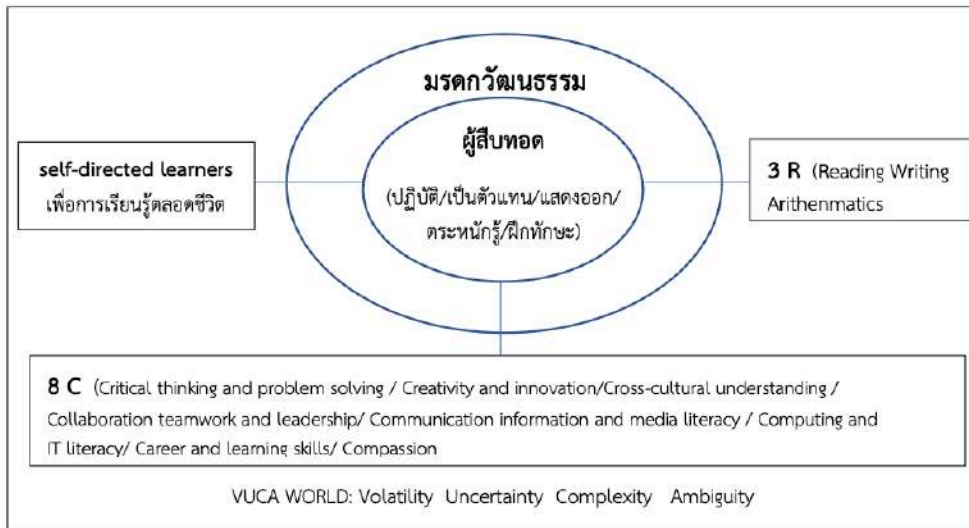 มรดกวัฒนธรรม
ผู้สืบทอด
(ปฏิบัติ/เป็นตัวแทน/แสดงออก/
ตระหนักรู้/ฝึกทักษะ)
self-directed learners
เพื่อการเรียนรู้ตลอดชีวิต
3 R (Reading Writing
Arithenmatics
8 C (Critical thinking and problem solving / Creativity and innovation/Cross-cultural understanding /
Collaboration teamwork and leadership/ Communication information and media literacy / Computing and
IT literacy/ Career and learning skills/ Compassion
VUCA WORLD: Volatility Uncertainty Complexity Ambiguity